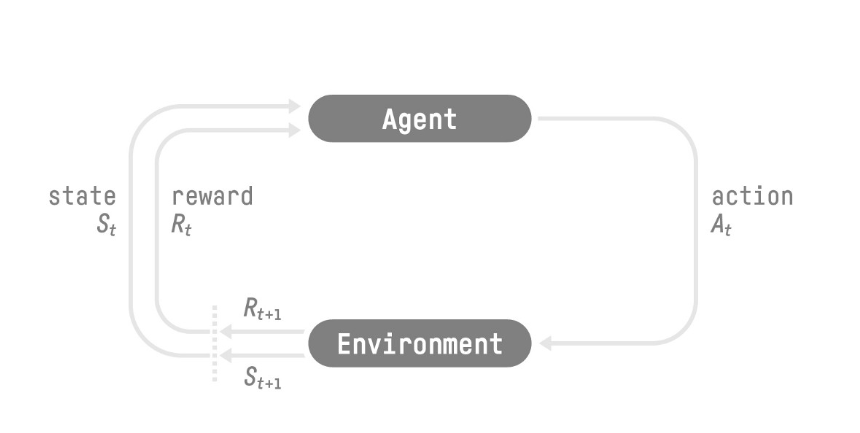 Agent
state
S_t
reward
R_t
action
A_t
R_{t+1}
Environment
S_{t+1}